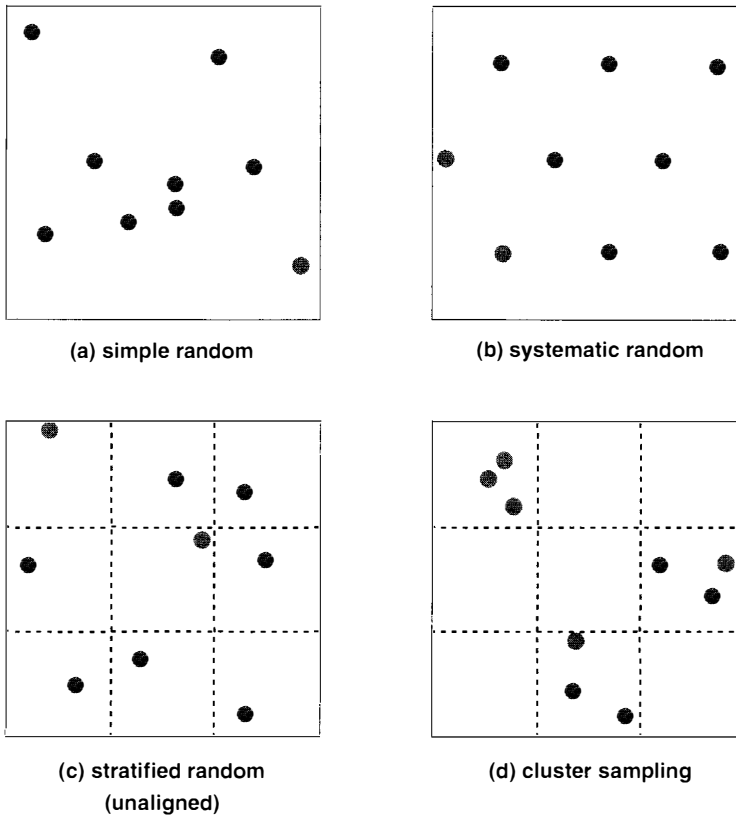 (a) simple random
(b) systematic random
(c) stratified random
(unaligned)
(d) cluster sampling